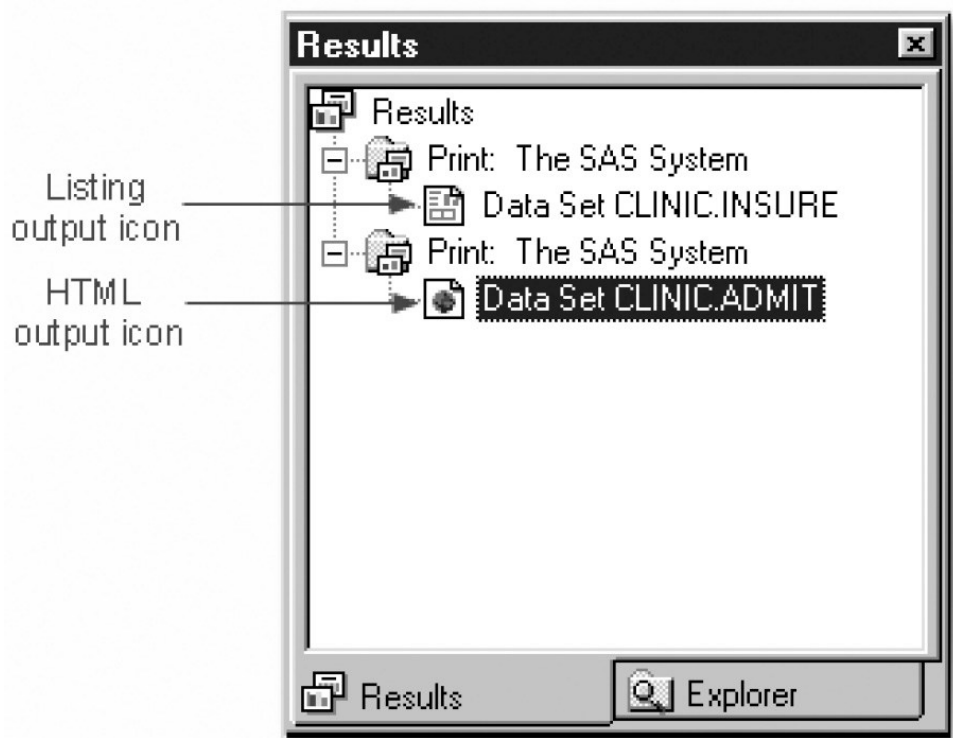 Results
Results
Print: The SAS System
Listing
output icon
Data Set CLINIC.INSURE
Print: The SAS System
HTML
output icon
Data Set CLINIC.ADMIT
Results
Explorer